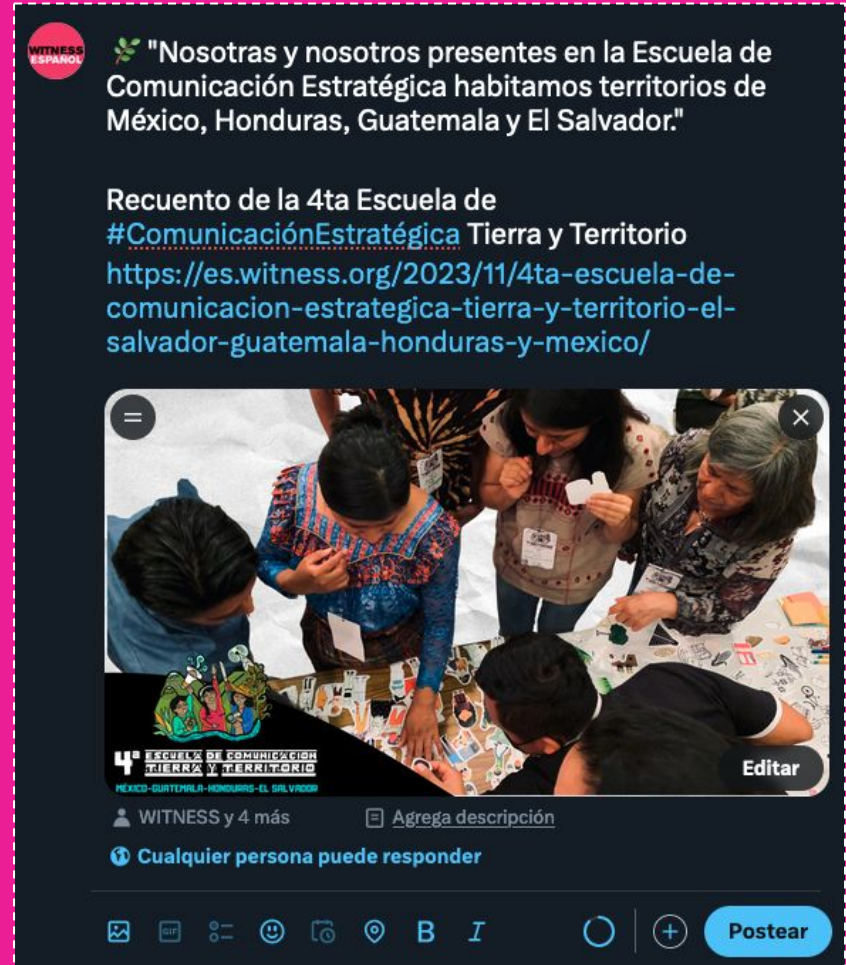 WITNESS
ESPAÑOL
"Nosotras y nosotros presentes en la Escuela de
Comunicación Estratégica habitamos territorios de
México, Honduras, Guatemala y El Salvador."
Recuento de la 4ta Escuela de
#ComunicaciónEstratégica Tierra y Territorio
https://es.witness.org/2023/11/4ta-escuela-de-
comunicacion-estrategica-tierra-y-territorio-el-
salvador-guatemala-honduras-y-mexico/
4ª ESCUELA DE COMUNICACIÓN
TIERRA Y TERRITORIO
MÉXICO-GUATEMALA-HONDURAS-EL SALVADOR
Editar
WITNESS y 4 más Agrega descripción
Cualquier persona puede responder
GIF B I Postear